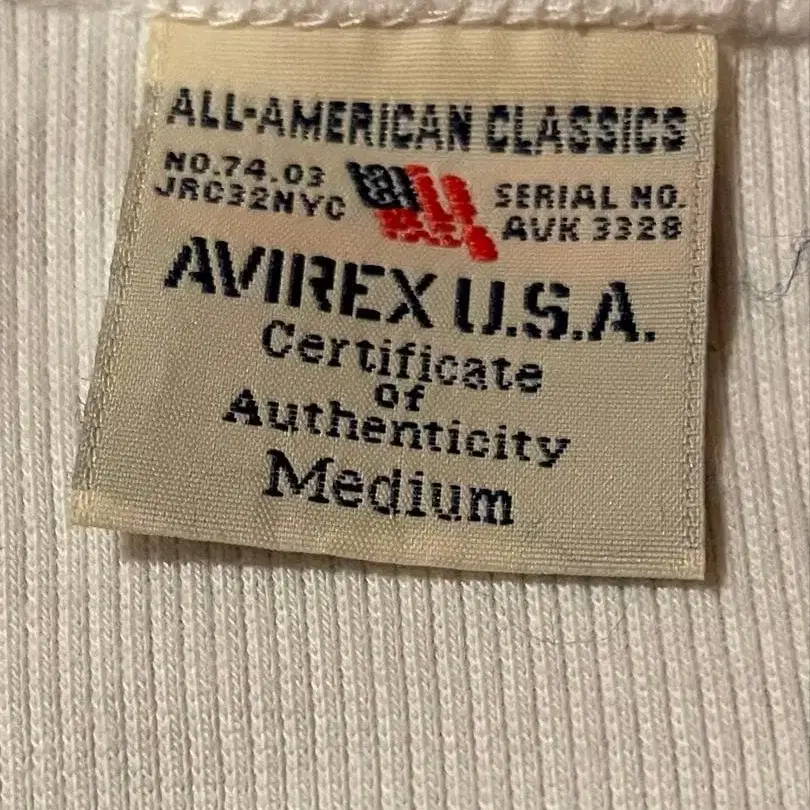 ALL-AMERICAN CLASSICS
NO.74.03
JRC32NYC
SERIAL NO.
AVK 3328
AVIREX U.S.A.
Certificate
of
Authenticity
Medium